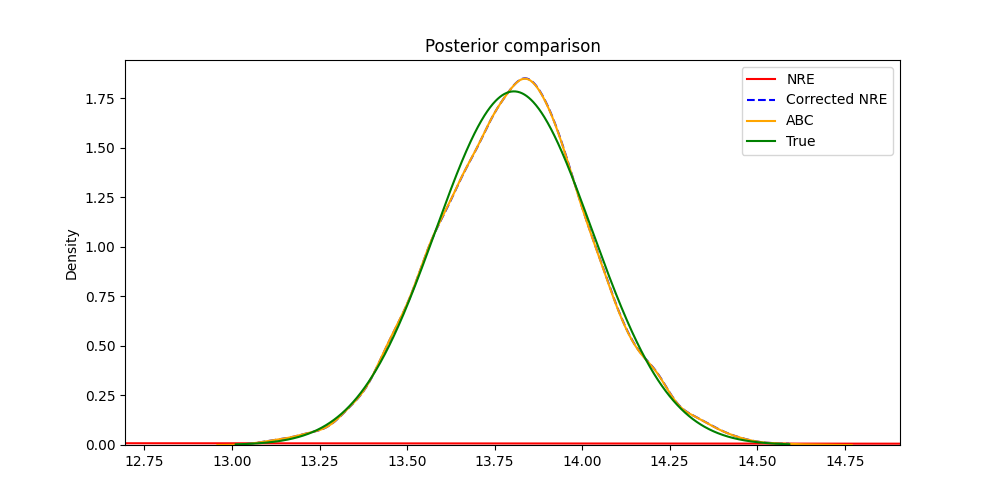 Posterior comparison
NRE
Corrected NRE
ABC
True
Density
1.75
1.50
1.25
1.00
0.75
0.50
0.25
0.00
12.75 13.00 13.25 13.50 13.75 14.00 14.25 14.50 14.75